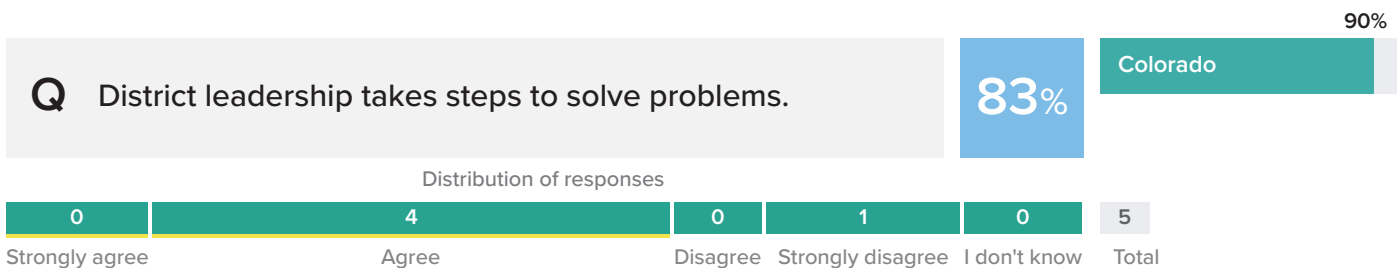 90%
Q District leadership takes steps to solve problems.
83%
Colorado
Distribution of responses
0 4 0 1 0 5
Strongly agree Agree Disagree Strongly disagree I don't know Total